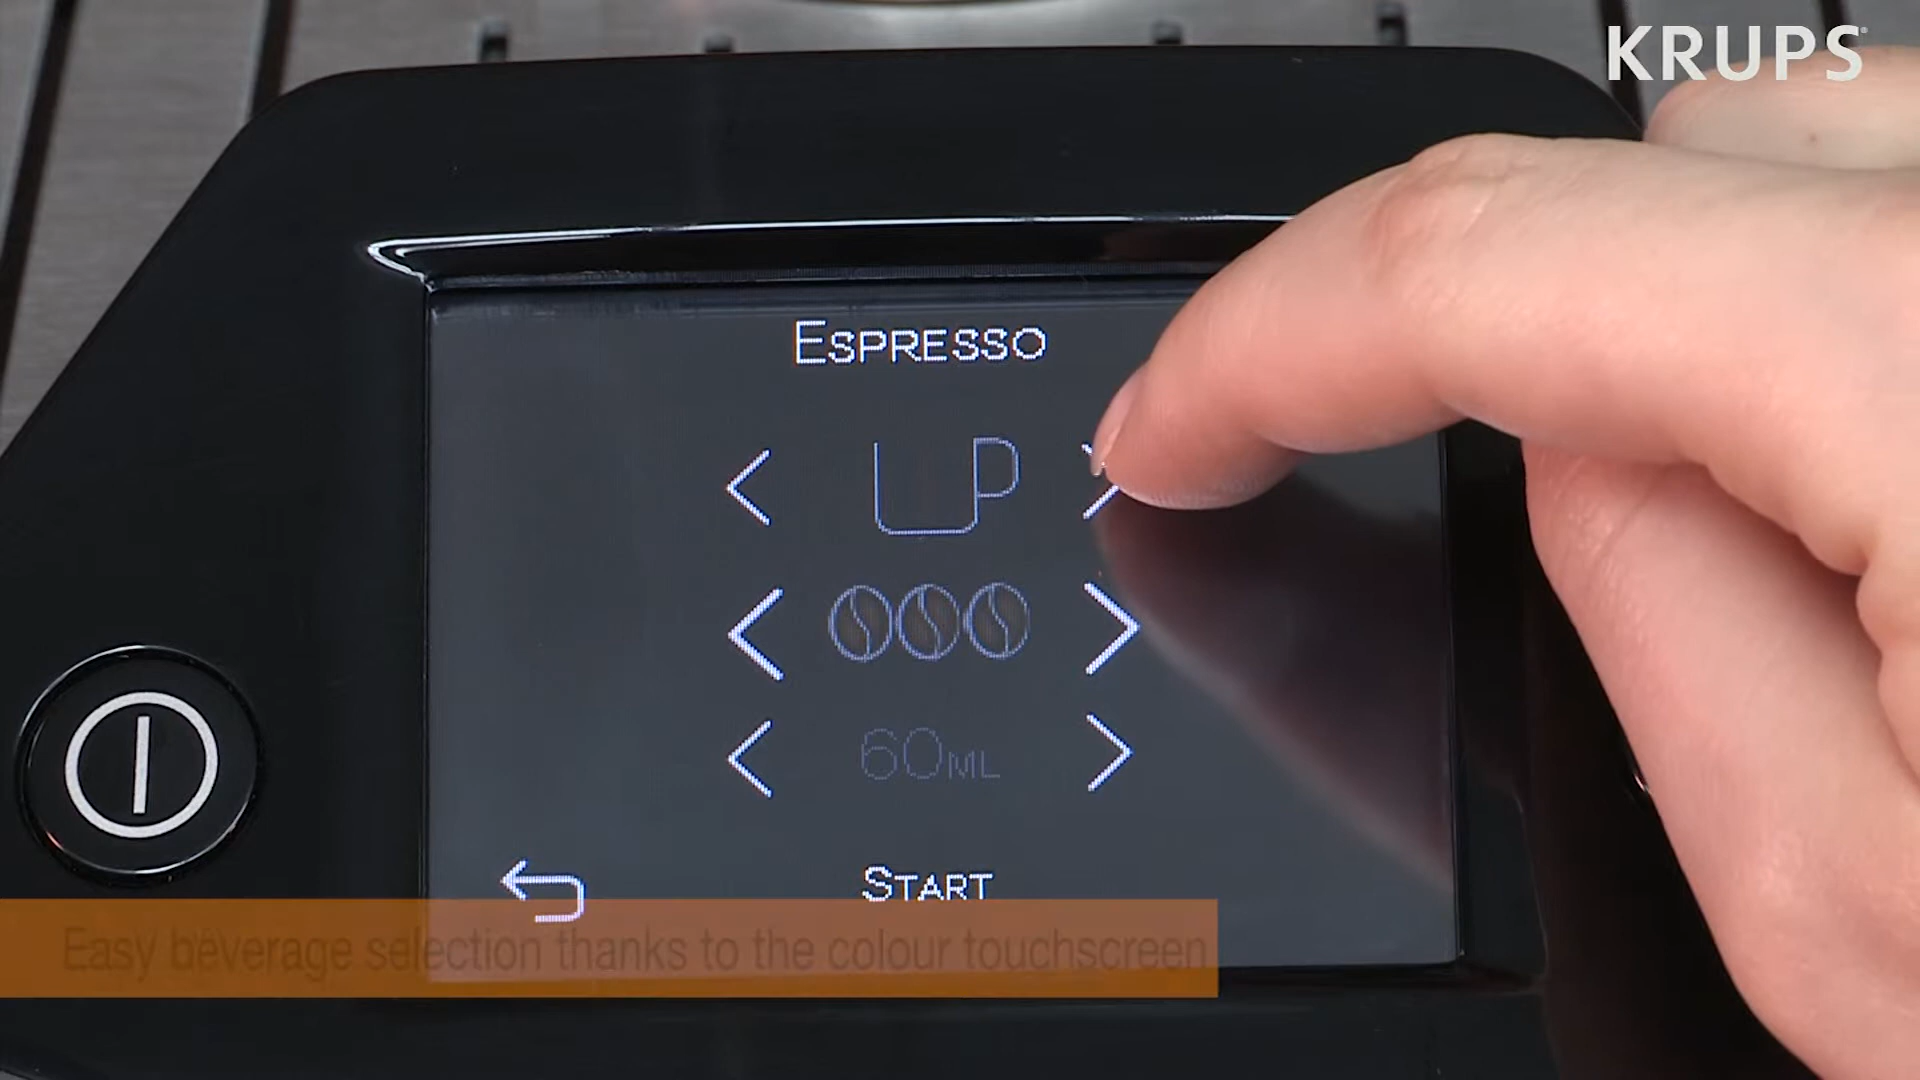 KRUPS
ESPRESSO
60ML
START
Easy beverage selection thanks to the colour touchscreen